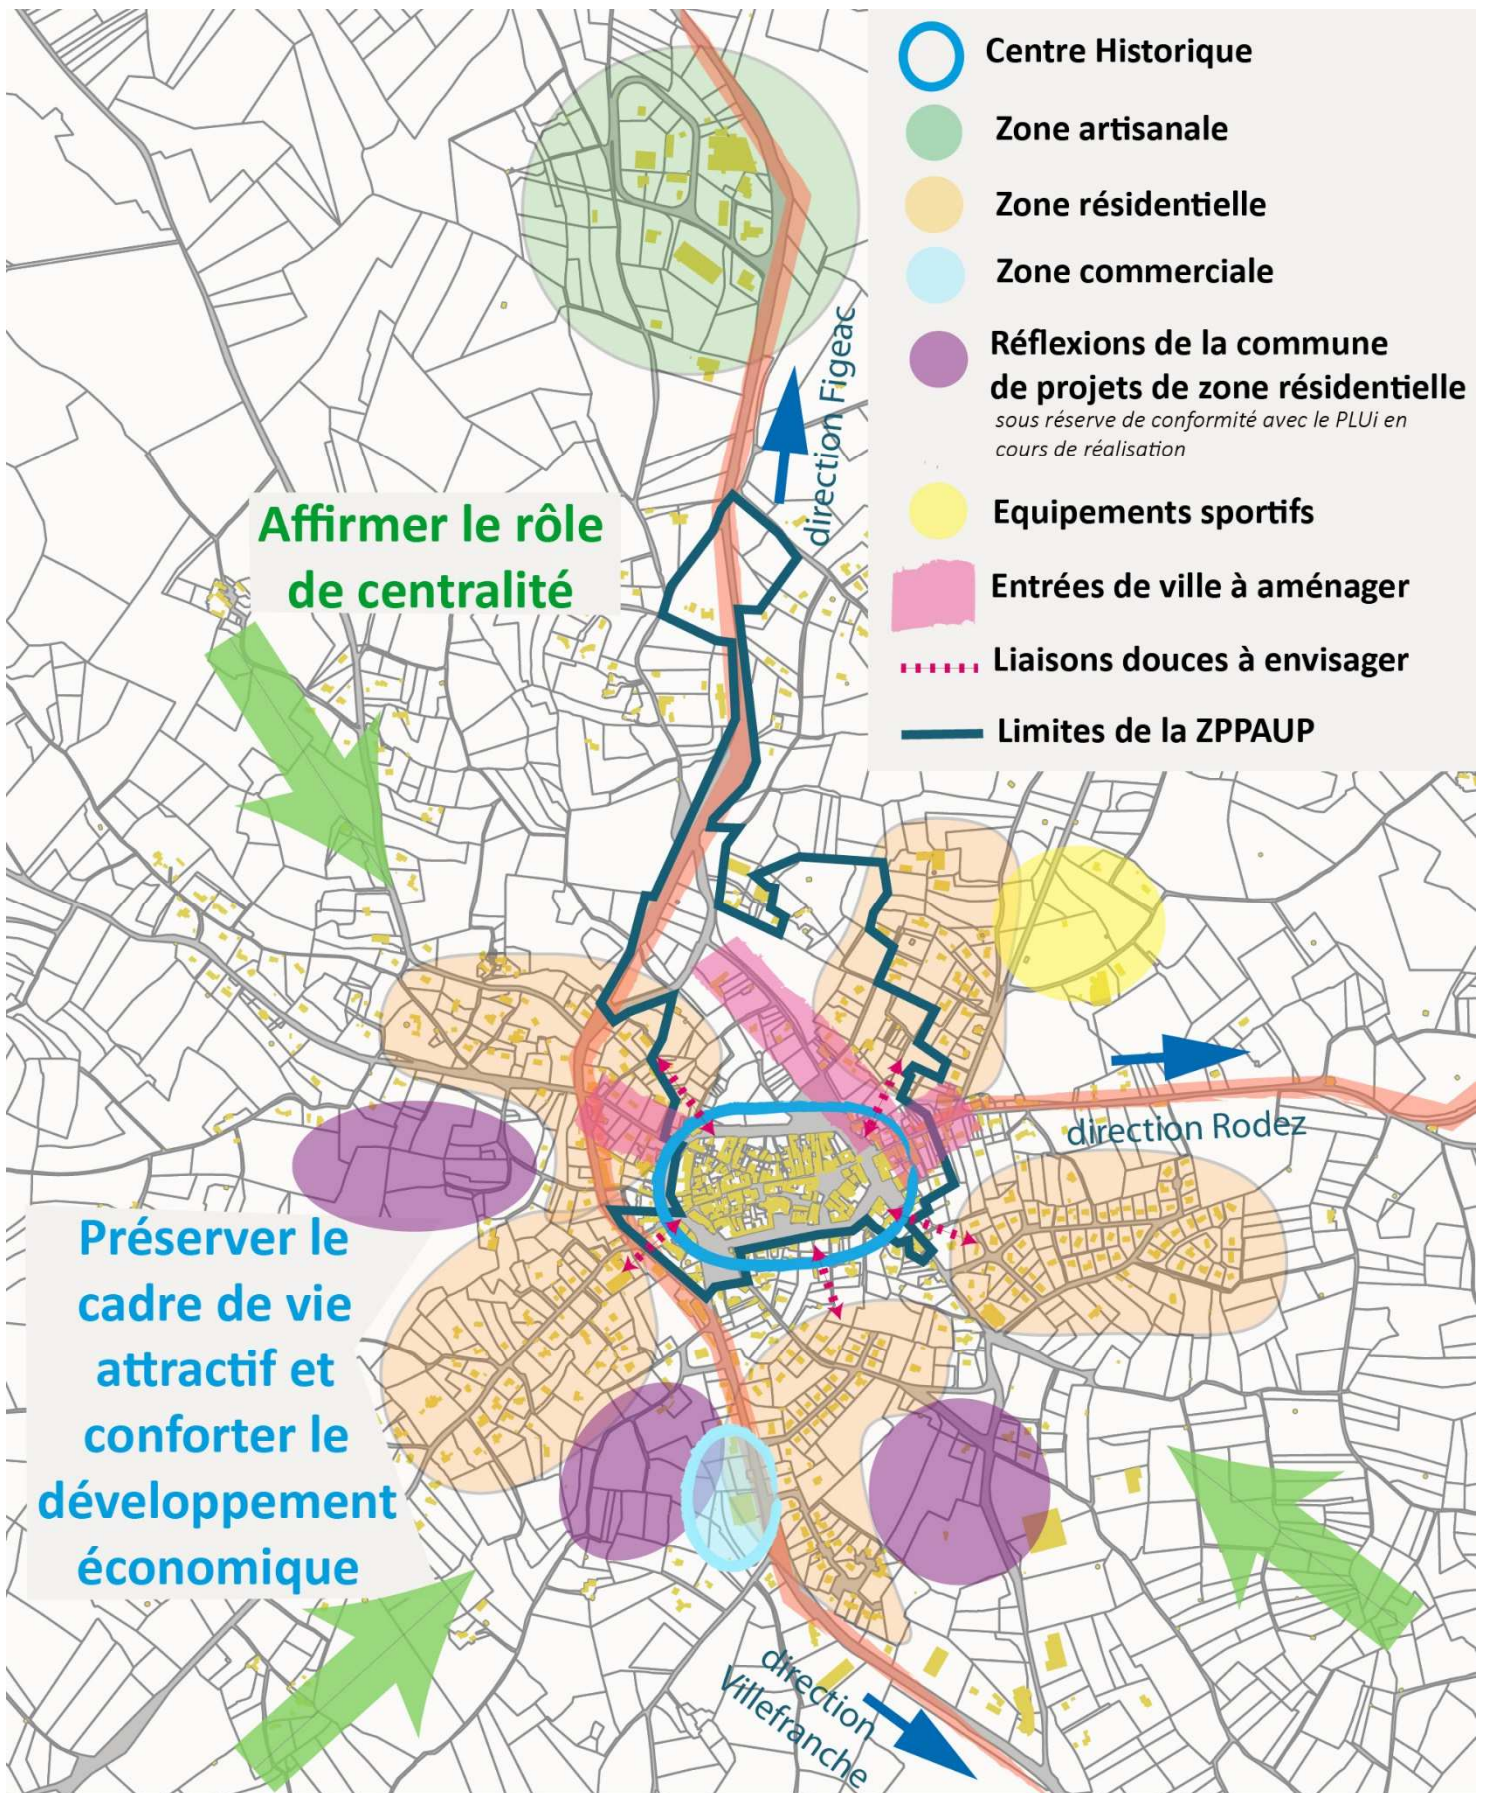 Centre Historique
Zone artisanale
Zone résidentielle
Zone commerciale
Réflexions de la commune
de projets de zone résidentielle
sous réserve de conformité avec le PLUi en
cours de réalisation
Equipements sportifs
Entrées de ville à aménager
Liaisons douces à envisager
Limites de la ZPPAUP
direction Figeac
Affirmer le rôle
de centralité
direction Rodez
Préserver le
cadre de vie
attractif et
conforter le
développement
économique
direction
Villefranche